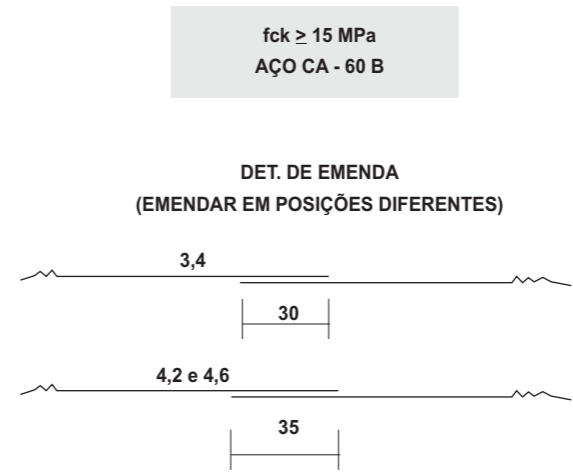 fck ≥ 15 MPa
AÇO CA - 60 B
DET. DE EMENDA
(EMENDAR EM POSIÇÕES DIFERENTES)
3,4
30
4,2 e 4,6
35